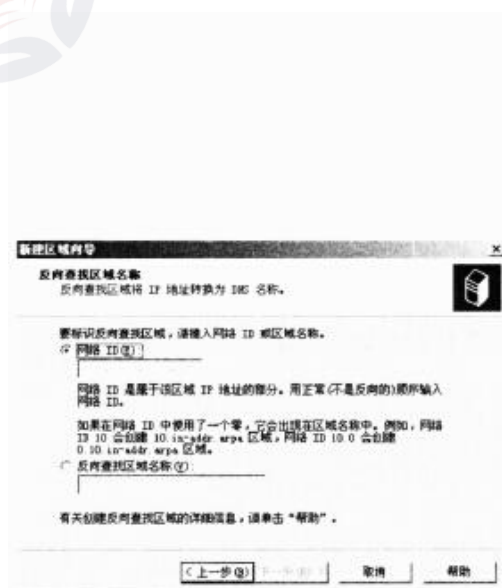 新建区域向导
反向查找区域名称
反向查找区域将 IP 地址转换为 DNS 名称。
要标识反向查找区域，请键入网络 ID 或区域名称。
网络 ID(E):
网络 ID 是属于该区域 IP 地址的部分。用正常(不是反向的)顺序输入
网络 ID。
如果在网络 ID 中使用了一个零，它会出现在区域名称中。例如，网络
ID 10 会创建 10.in-addr.arpa 区域，网络 ID 10.0 会创建
0.10.in-addr.arpa 区域。
反向查找区域名称(V):
有关创建反向查找区域的详细信息，请单击“帮助”。
<上一步(B)
取消
帮助